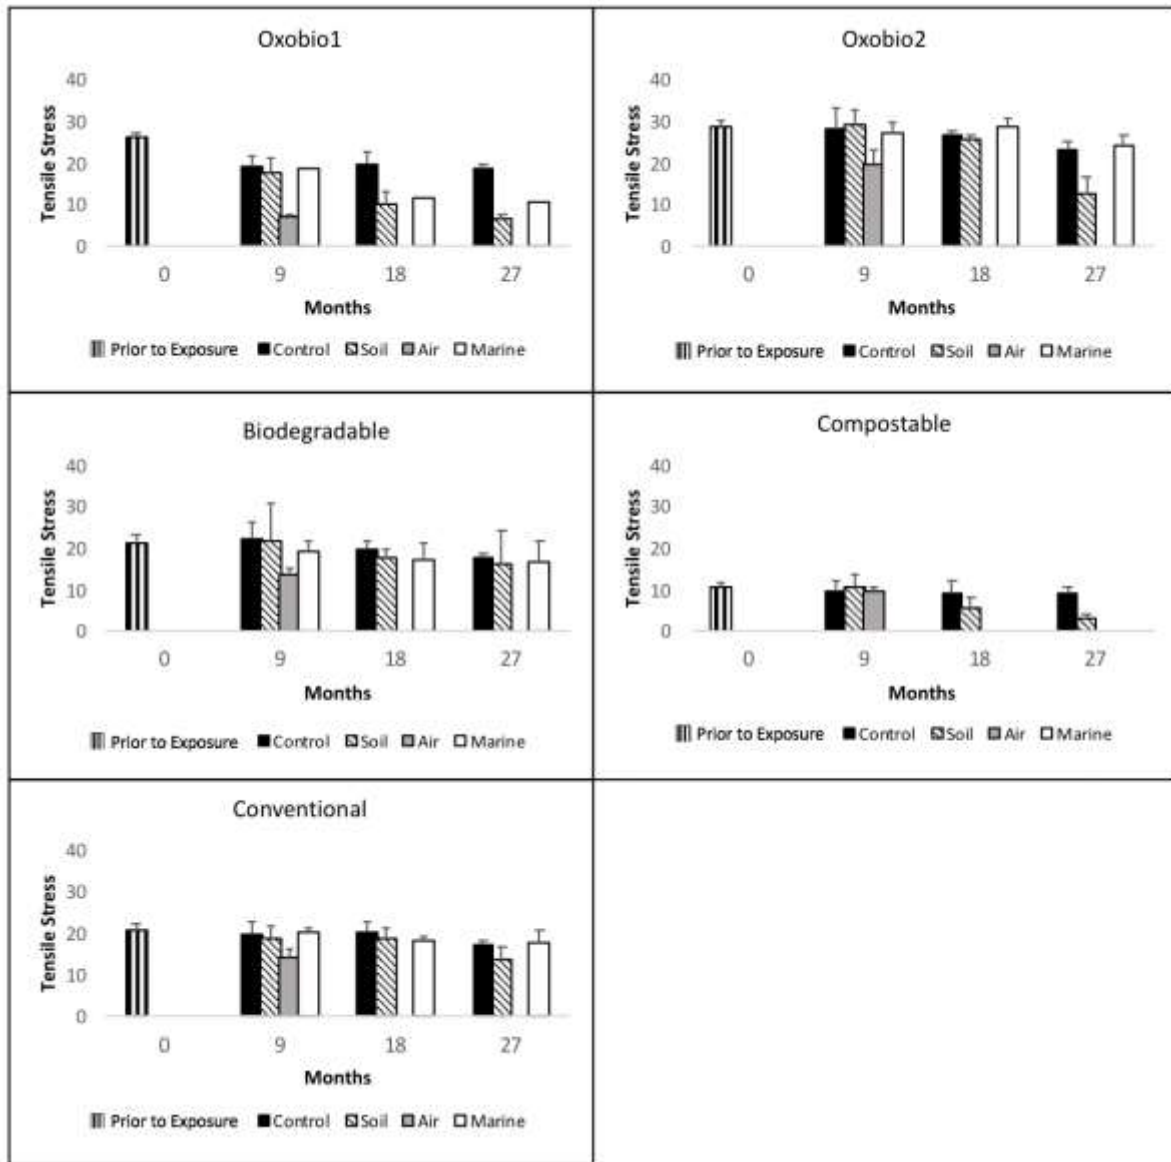 Oxobio1
Tensile Stress
40
30
20
10
0
0 9 18 27
Months
Prior to Exposure Control Soil Air Marine
Oxobio2
Tensile Stress
40
30
20
10
0
0 9 18 27
Months
Prior to Exposure Control Soil Air Marine
Biodegradable
Tensile Stress
40
30
20
10
0
0 9 18 27
Months
Prior to Exposure Control Soil Air Marine
Compostable
Tensile Stress
40
30
20
10
0
0 9 18 27
Months
Prior to Exposure Control Soil Air Marine
Conventional
Tensile Stress
40
30
20
10
0
0 9 18 27
Months
Prior to Exposure Control Soil Air Marine